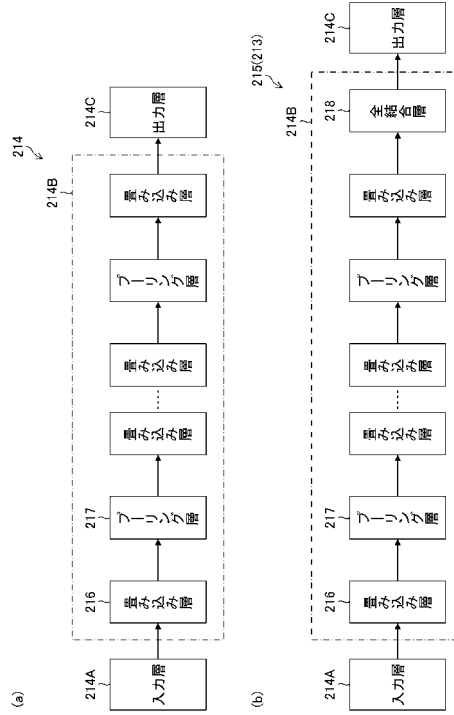 (a)
214
214B
214A
入力層
216
畳み込み層
217
プーリング層
畳み込み層
畳み込み層
プーリング層
畳み込み層
214C
出力層
(b)
215(213)
214B
214A
入力層
216
畳み込み層
217
プーリング層
畳み込み層
畳み込み層
プーリング層
畳み込み層
218
全結合層
214C
出力層